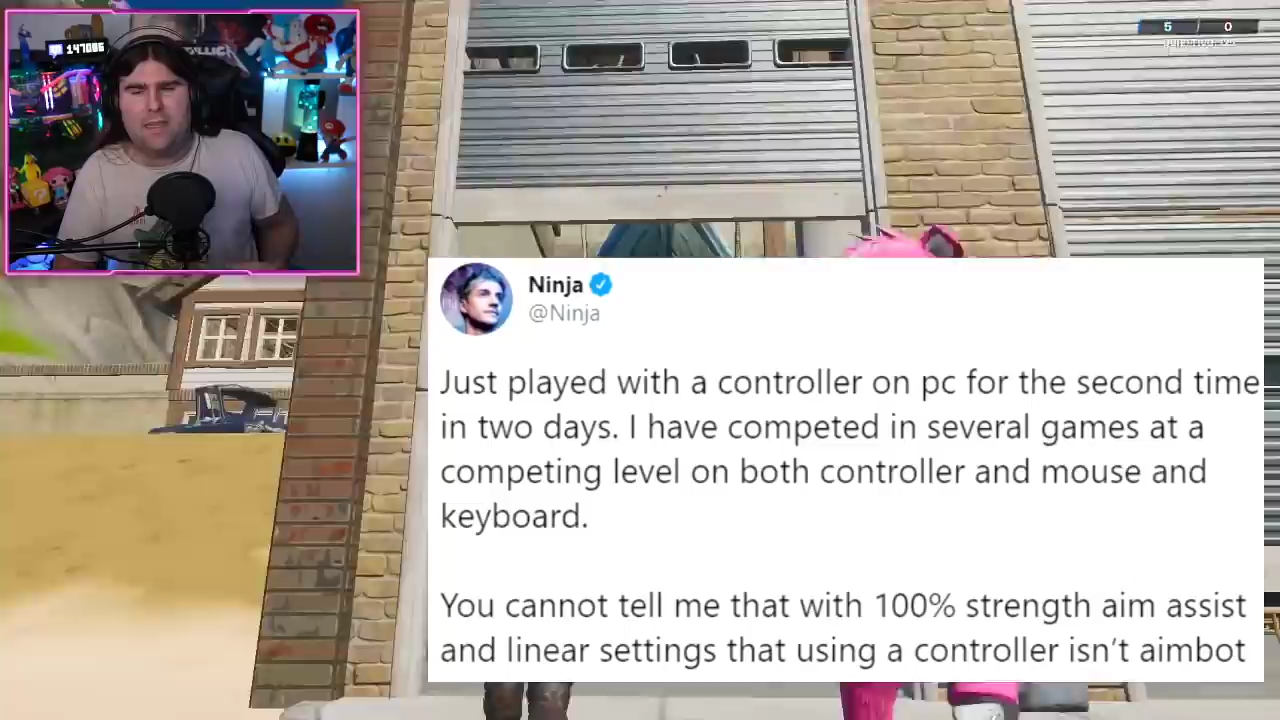 147085
5 / 0
Ninja
@Ninja
Just played with a controller on pc for the second time
in two days. I have competed in several games at a
competing level on both controller and mouse and
keyboard.
You cannot tell me that with 100% strength aim assist
and linear settings that using a controller isn't aimbot